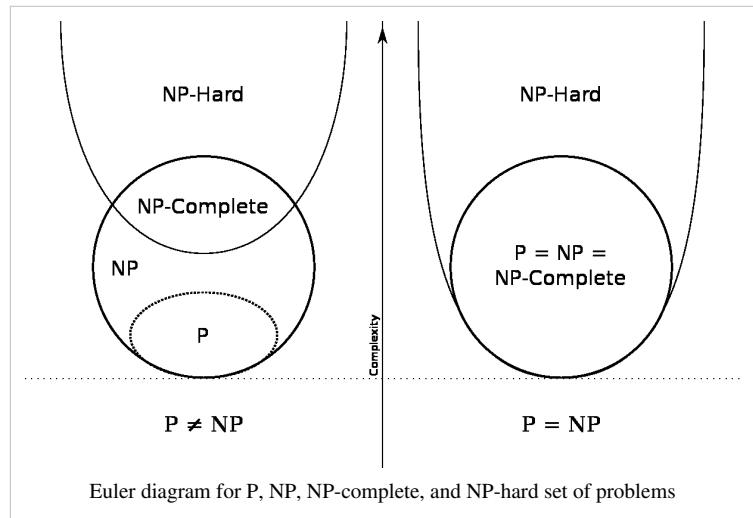 NP-Hard
NP-Complete
NP
P
P ≠ NP
Complexity
NP-Hard
P = NP =
NP-Complete
P = NP
Euler diagram for P, NP, NP-complete, and NP-hard set of problems